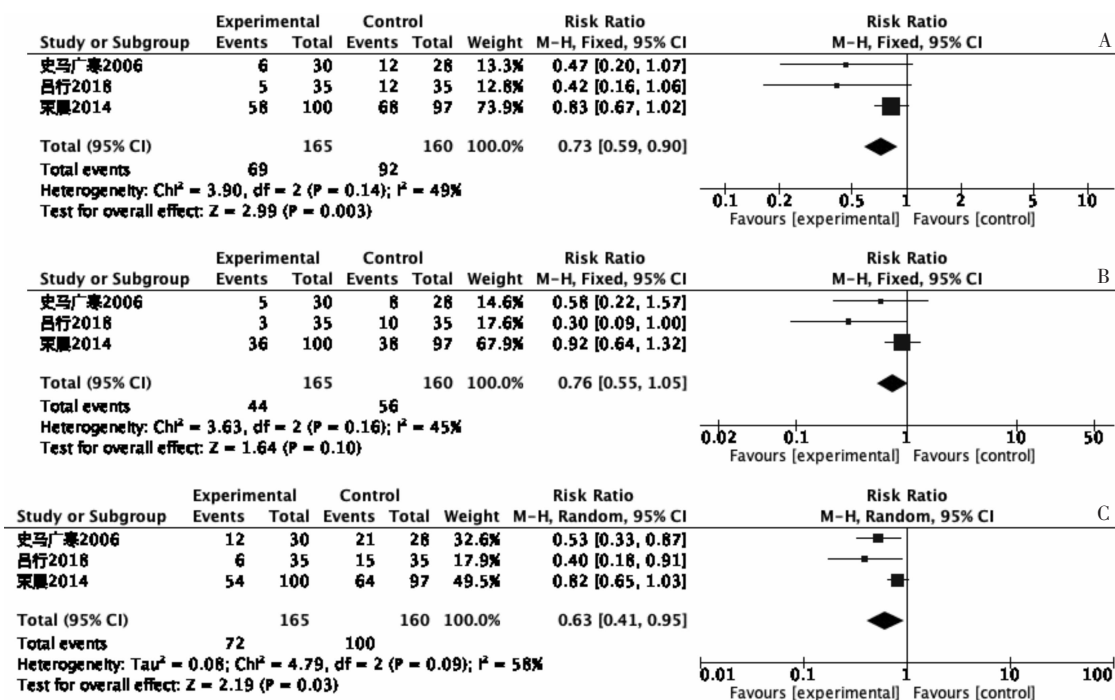 Experimental Control Risk Ratio Risk Ratio A
Study or Subgroup Events Total Events Total Weight M-H, Fixed, 95% CI M-H, Fixed, 95% CI
史马广寒2006 6 30 12 28 13.3% 0.47 [0.20, 1.07]
吕行2018 5 35 12 35 12.8% 0.42 [0.16, 1.06]
荣晨2014 58 100 68 97 73.9% 0.83 [0.67, 1.02]
Total (95% CI) 165 160 100.0% 0.73 [0.59, 0.90]
Total events 69 92
Heterogeneity: Chi² = 3.90, df = 2 (P = 0.14); I² = 49%
Test for overall effect: Z = 2.99 (P = 0.003)
0.1 0.2 0.5 1 2 5 10
Favours [experimental] Favours [control]
Experimental Control Risk Ratio Risk Ratio
Study or Subgroup Events Total Events Total Weight M-H, Fixed, 95% CI M-H, Fixed, 95% CI B
史马广寒2006 5 30 8 28 14.6% 0.58 [0.22, 1.57]
吕行2018 3 35 10 35 17.6% 0.30 [0.09, 1.00]
2014 36 100 38 97 67.9% 0.92 [0.64, 1.32]
Total (95% CI) 165 160 100.0% 0.76 [0.55, 1.05]
Total events 44 56
Heterogeneity: Chi² = 3.63, df = 2 (P = 0.16); I² = 45%
Test for overall effect: Z = 1.64 (P = 0.10)
0.02 0.1 1 10 50
Favours [experimental] Favours [control]
Experimental Control Risk Ratio Risk Ratio
Study or Subgroup Events Total Events Total Weight M-H, Random, 95% CI M-H, Random, 95% CI C
史马广寒2006 12 30 21 28 32.6% 0.53 [0.33, 0.87]
吕行2018 6 35 15 35 17.9% 0.40 [0.18, 0.91]
2014 54 100 64 97 49.5% 0.82 [0.65, 1.03]
Total (95% CI) 165 160 100.0% 0.63 [0.41, 0.95]
Total events 72 100
Heterogeneity: Tau² = 0.08; Chi² = 4.79, df = 2 (P = 0.09); I² = 58%
Test for overall effect: Z = 2.19 (P = 0.03)
0.01 0.1 1 10 100
Favours [experimental] Favours [control]